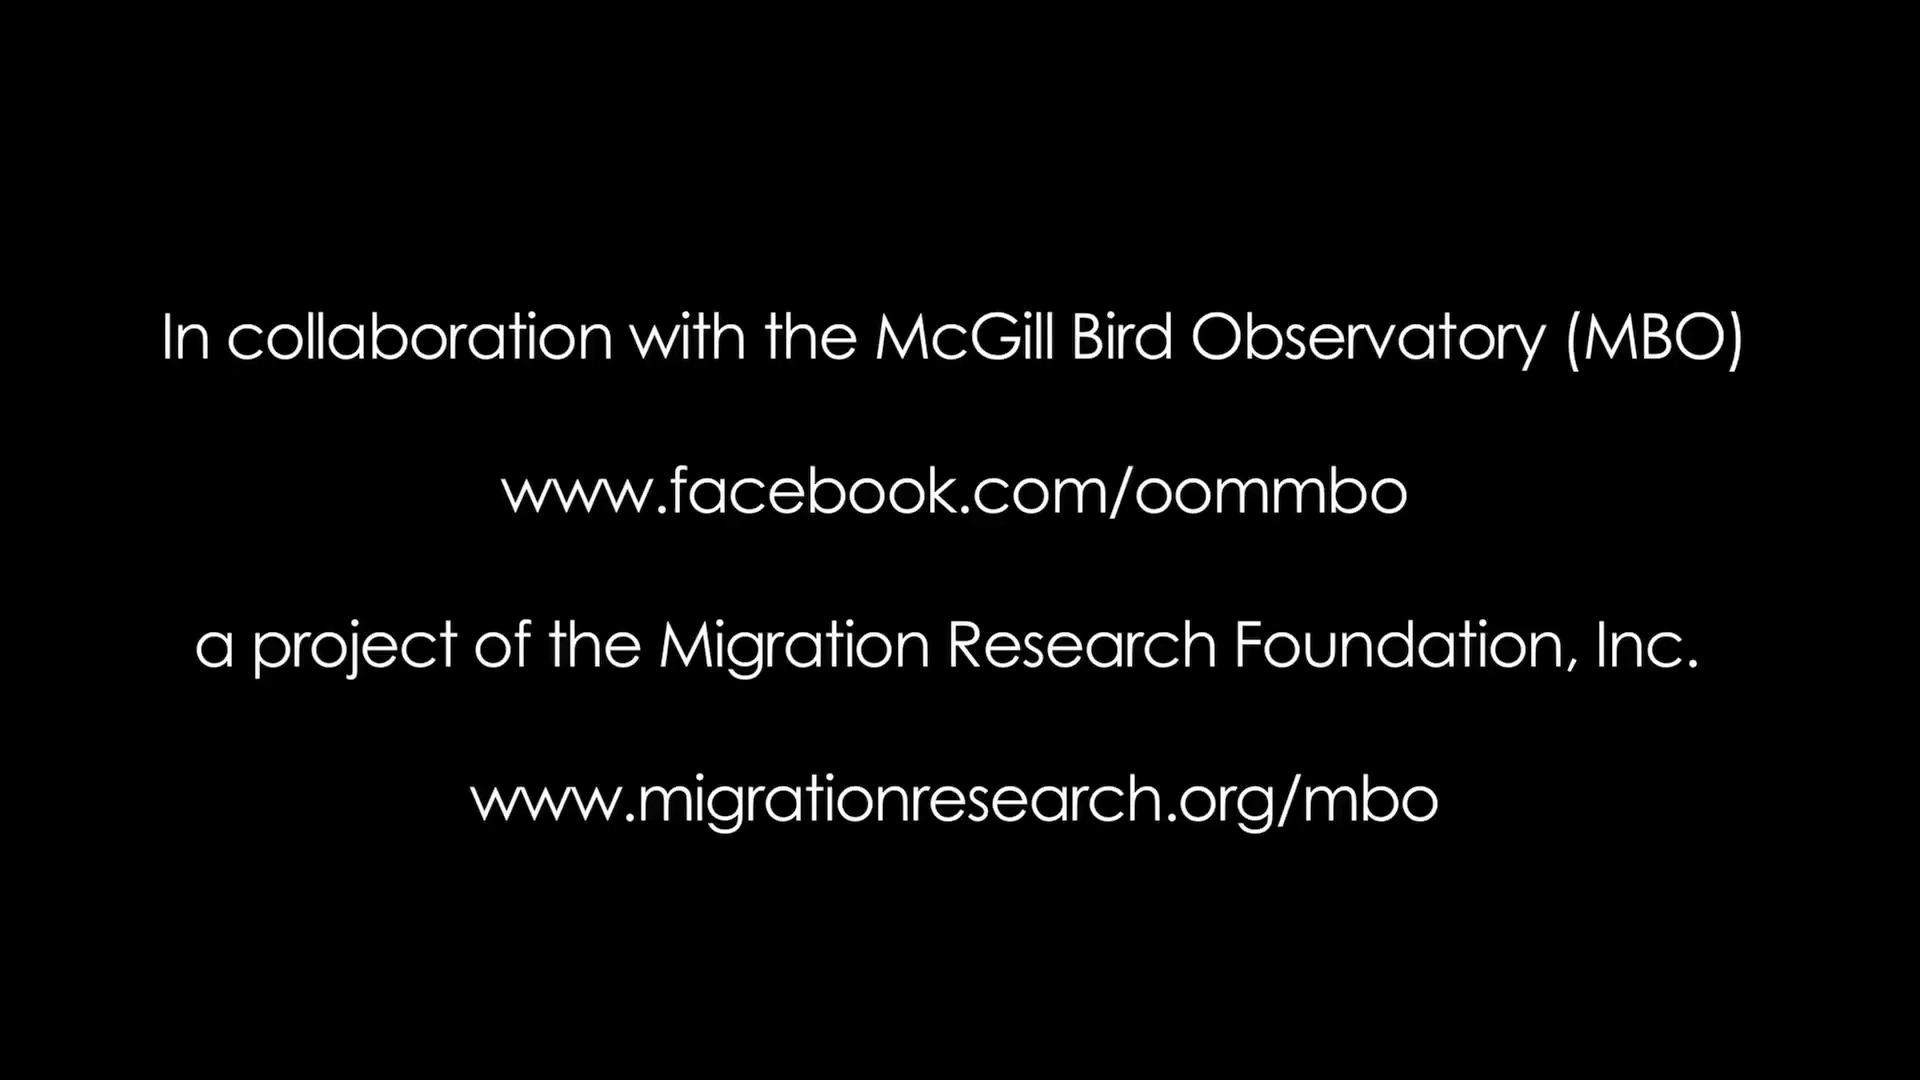 In collaboration with the McGill Bird Observatory (MBO)
www.facebook.com/oommbo
a project of the Migration Research Foundation, Inc.
www.migrationresearch.org/mbo